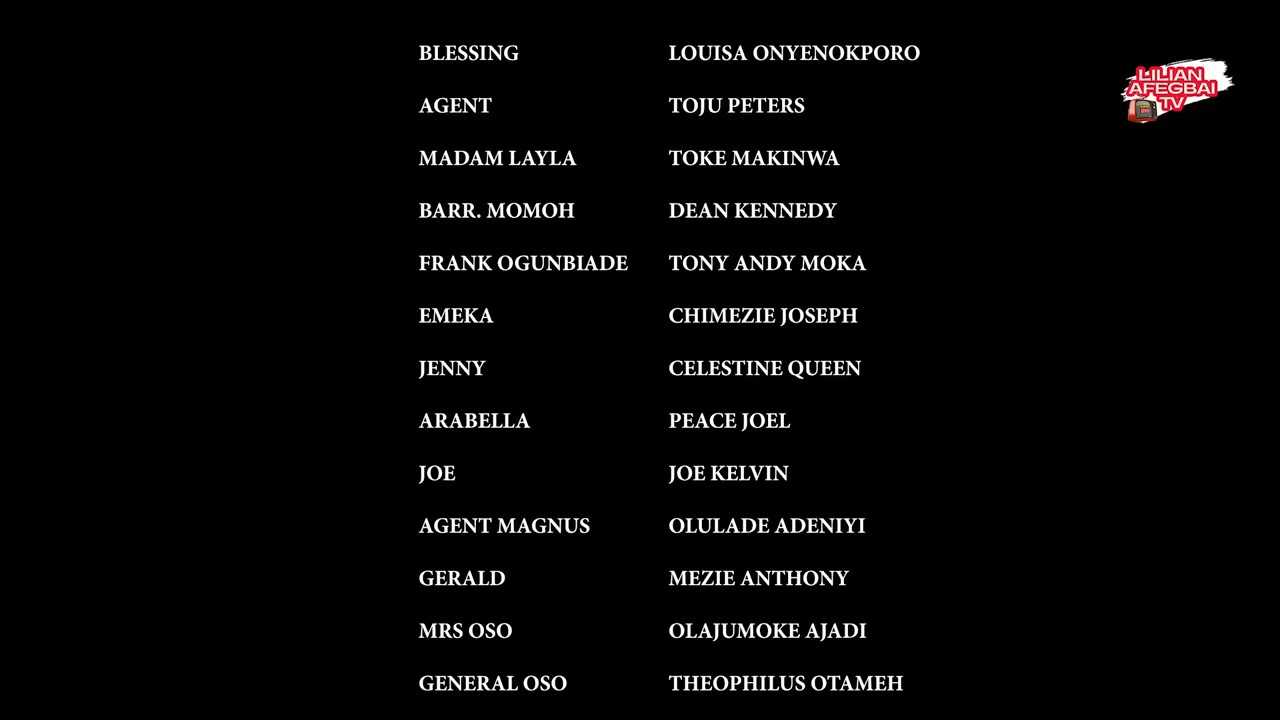 BLESSING LOUISA ONYENOKPORO
AGENT TOJU PETERS
MADAM LAYLA TOKE MAKINWA
BARR. MOMOH DEAN KENNEDY
FRANK OGUNBIADE TONY ANDY MOKA
EMEKA CHIMEZIE JOSEPH
JENNY CELESTINE QUEEN
ARABELLA PEACE JOEL
JOE JOE KELVIN
AGENT MAGNUS OLULADE ADENIYI
GERALD MEZIE ANTHONY
MRS OSO OLAJUMOKE AJADI
GENERAL OSO THEOPHILUS OTAMEH
LILIAN
AFEGBAI
TV